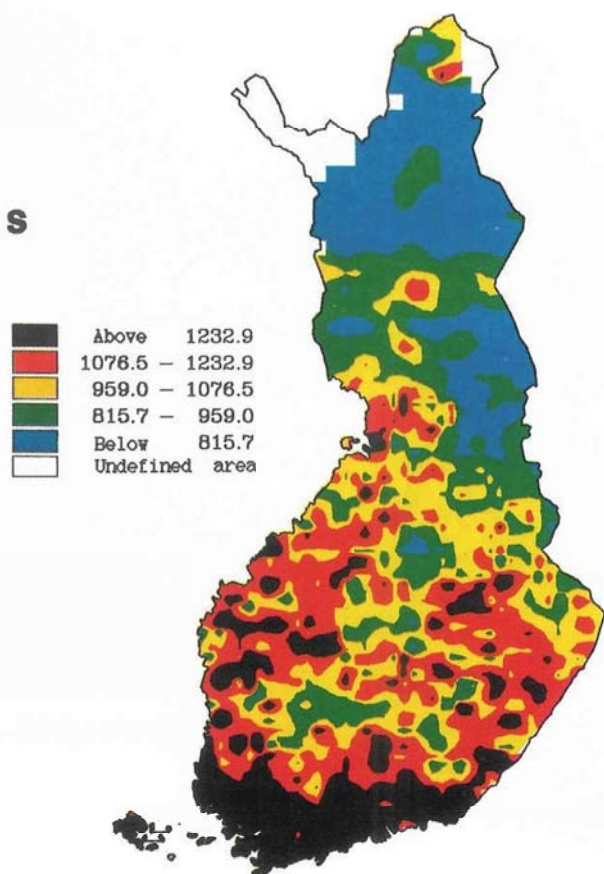 S
Above 1232.9
1076.5 — 1232.9
959.0 — 1076.5
815.7 — 959.0
Below 815.7
Undefined area